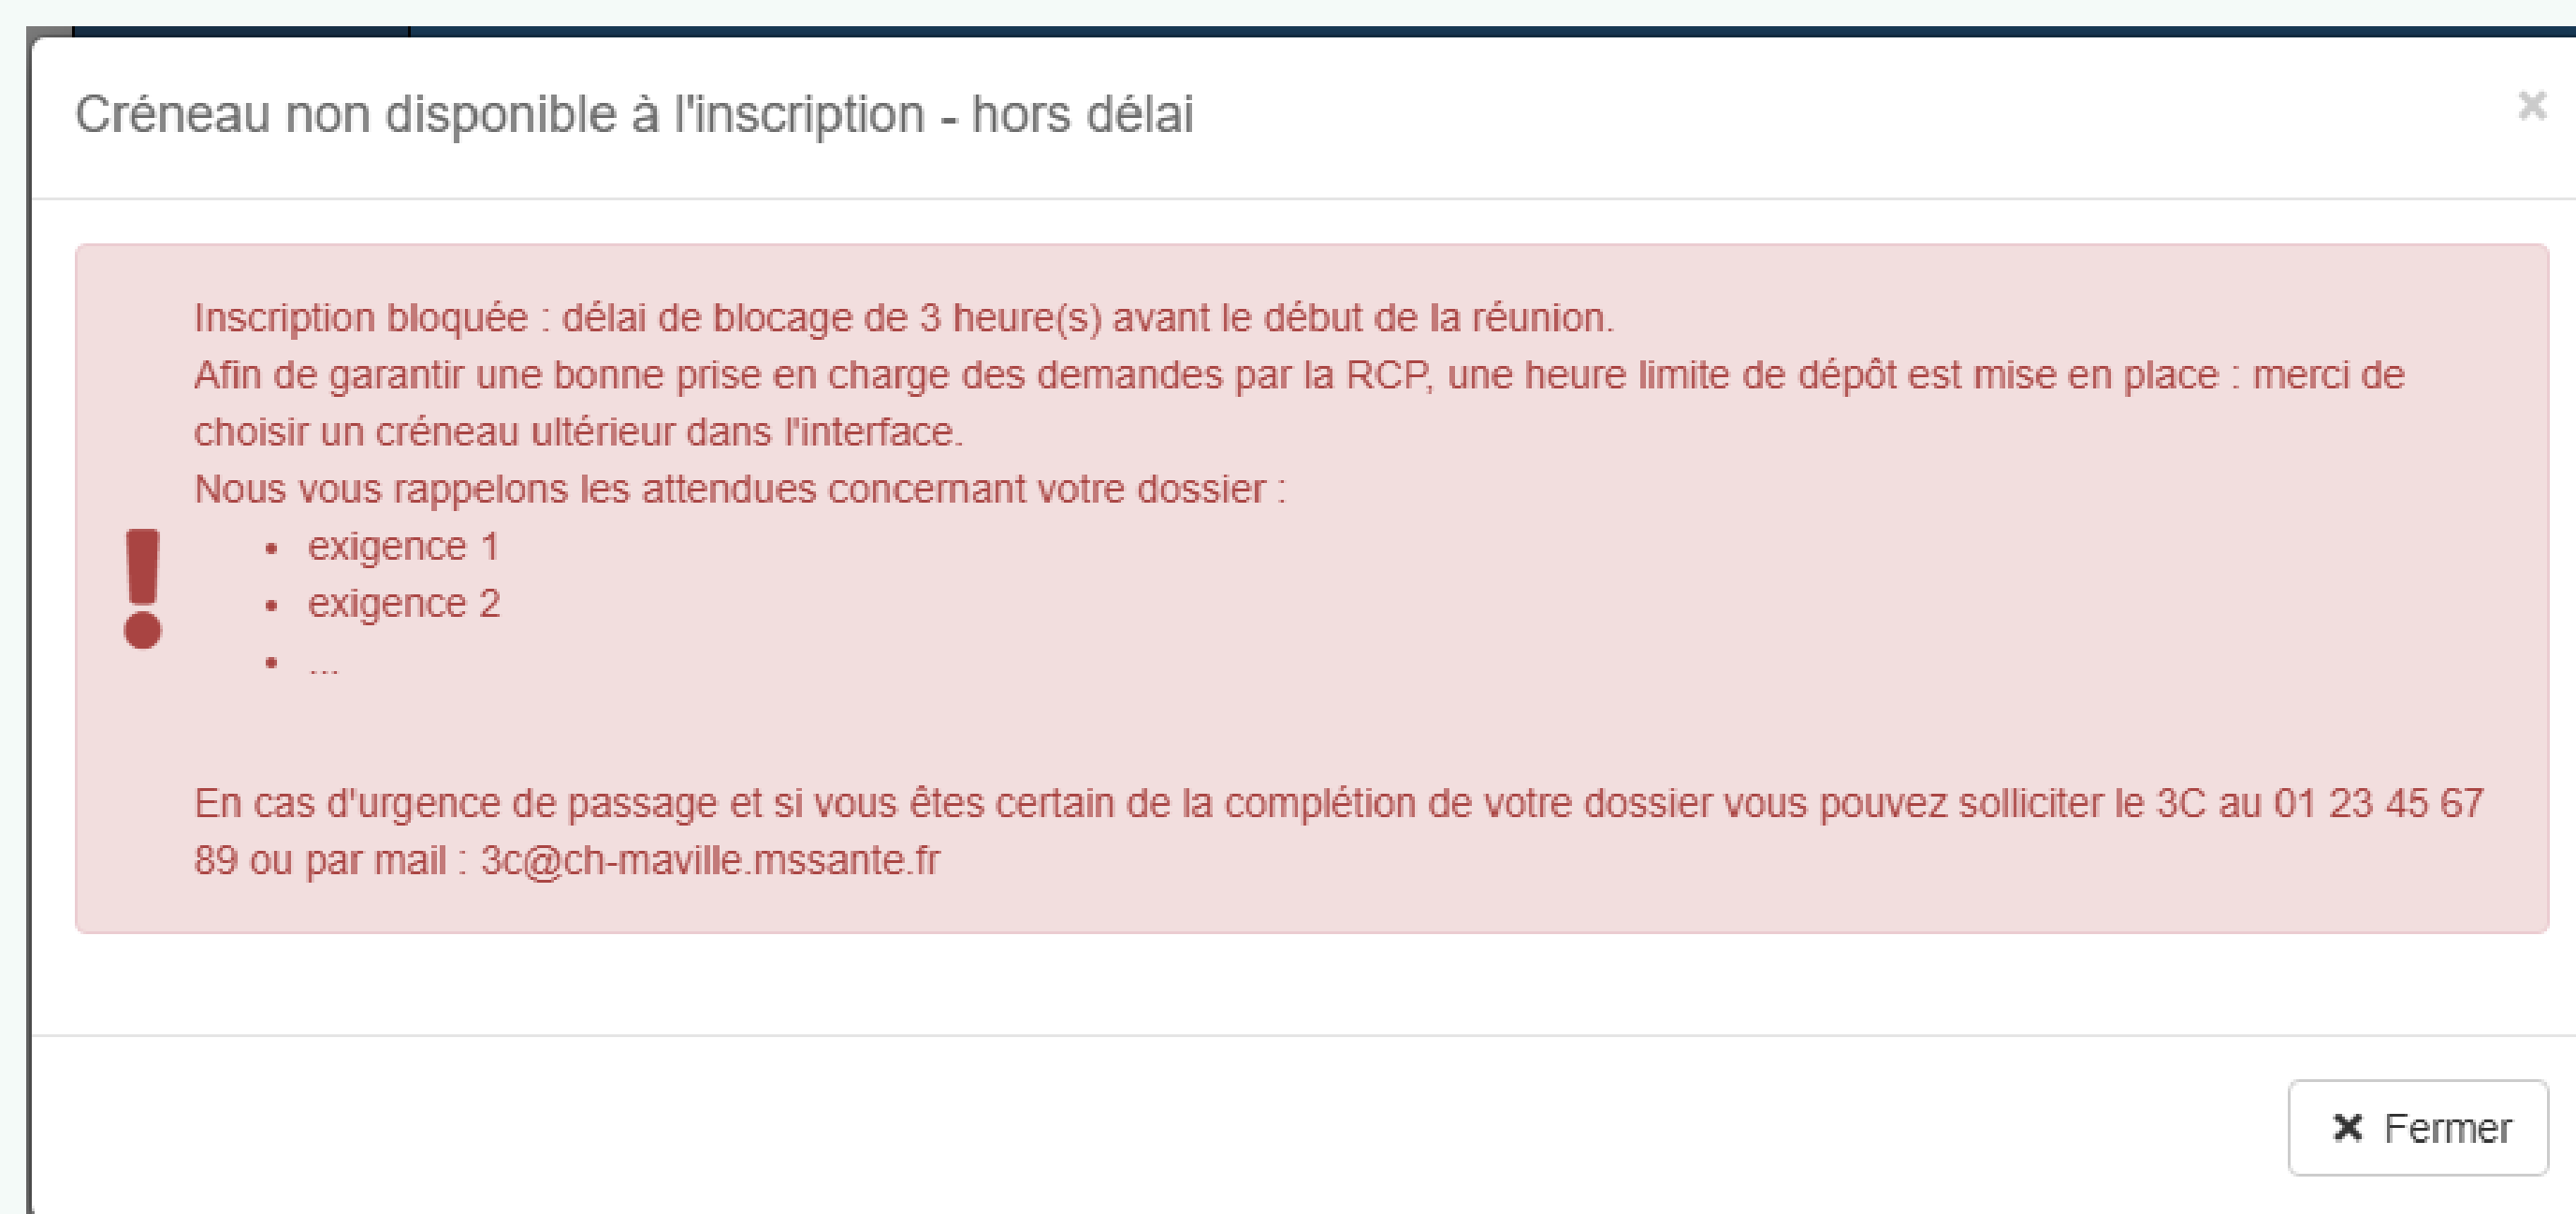 Créneau non disponible à l'inscription - hors délai
×
Inscription bloquée : délai de blocage de 3 heure(s) avant le début de la réunion.
Afin de garantir une bonne prise en charge des demandes par la RCP, une heure limite de dépôt est mise en place : merci de
choisir un créneau ultérieur dans l'interface.
Nous vous rappelons les attendues concernant votre dossier :
• exigence 1
• exigence 2
• ...
En cas d'urgence de passage et si vous êtes certain de la complétion de votre dossier vous pouvez solliciter le 3C au 01 23 45 67
89 ou par mail : 3c@ch-maville.mssante.fr
× Fermer